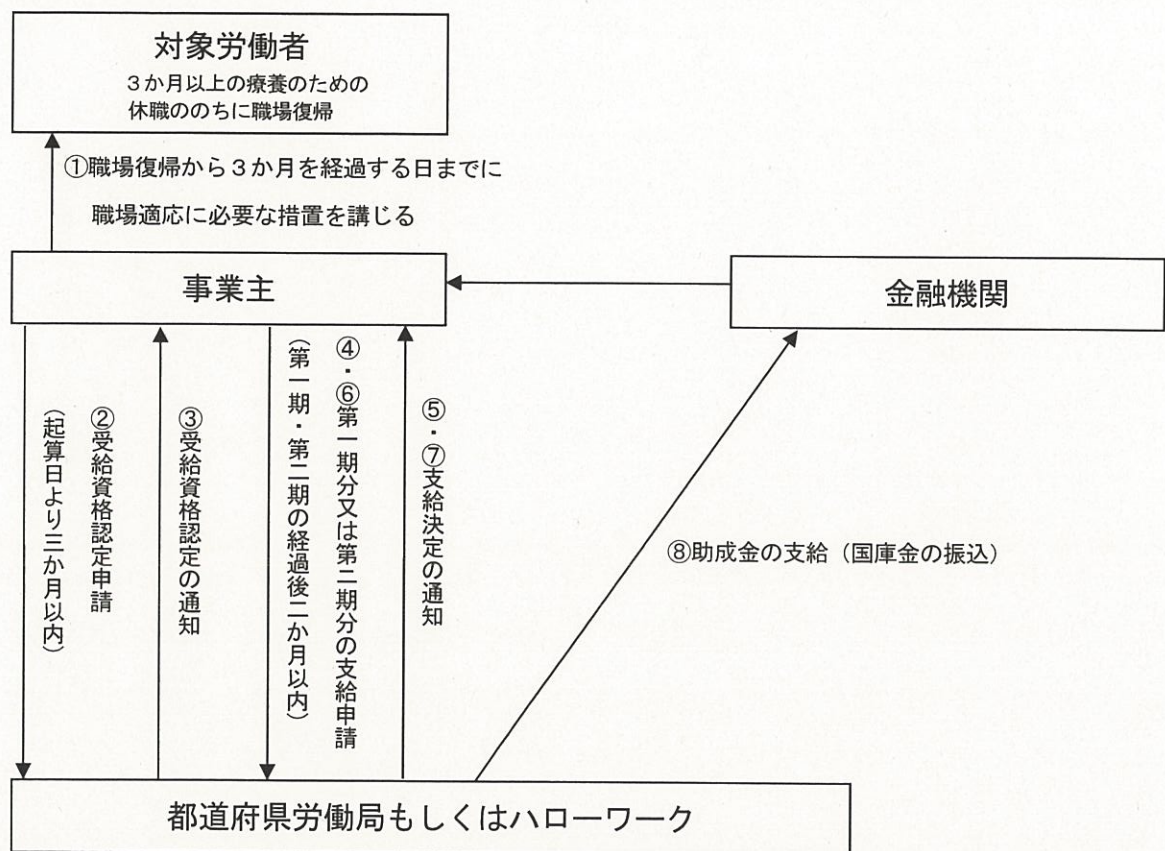 対象労働者
３か月以上の療養のための
休職ののちに職場復帰
①職場復帰から３か月を経過する日までに
職場適応に必要な措置を講じる
事業主
金融機関
②受給資格認定申請
（起算日より三か月以内）
③受給資格認定の通知
④・⑥第一期分又は第二期分の支給申請
（第一期・第二期の経過後二か月以内）
⑤・⑦支給決定の通知
⑧助成金の支給（国庫金の振込）
都道府県労働局もしくはハローワーク